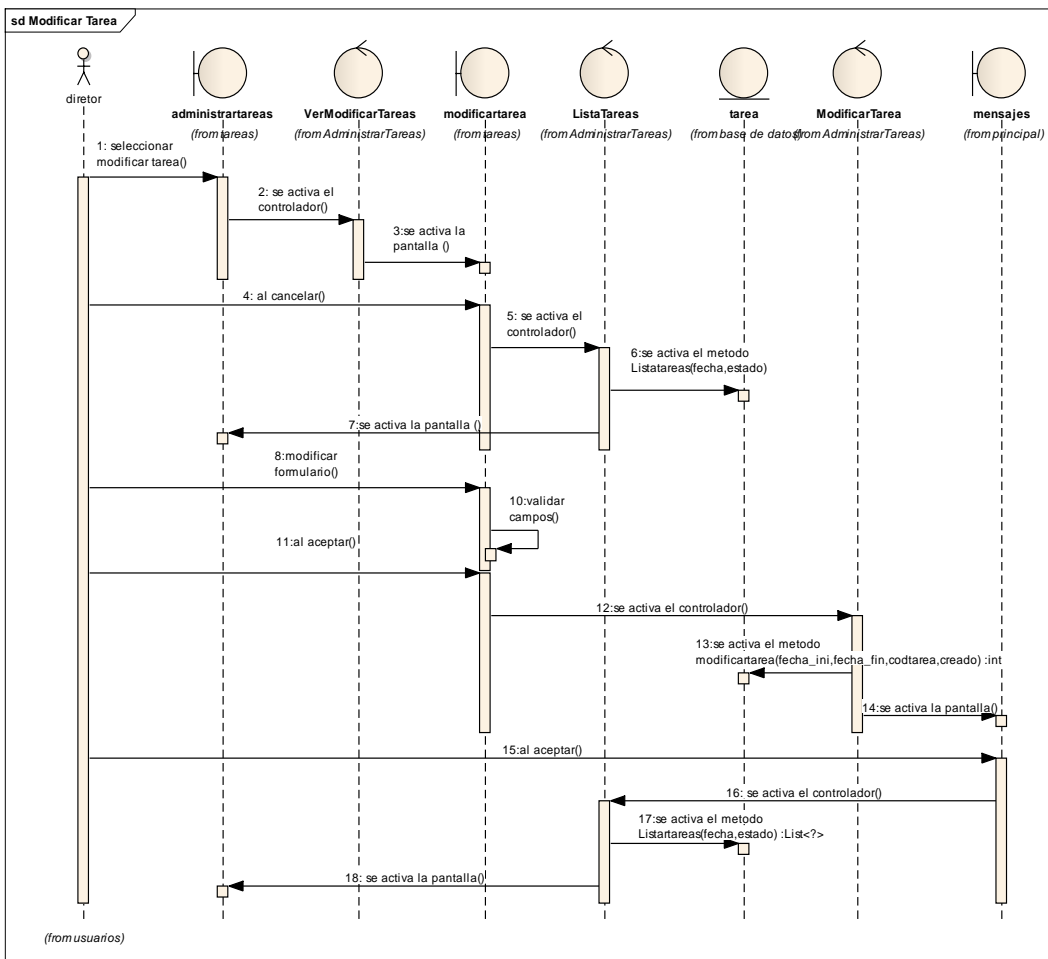 sd Modificar Tarea
diretor
administrartareas
(from tareas)
VerModificarTareas
(from AdministrarTareas)
modificartarea
(from tareas)
ListaTareas
(from AdministrarTareas)
tarea
(from base de datos)
ModificarTarea
(from AdministrarTareas)
mensajes
(from principal)
1: seleccionar
modificar tarea()
2: se activa el
controlador()
3:se activa la
pantalla ()
4: al cancelar()
5: se activa el
controlador()
6:se activa el metodo
Listatareas(fecha,estado)
7:se activa la pantalla ()
8:modificar
formulario()
10:validar
campos()
11:al aceptar()
12:se activa el controlador()
13:se activa el metodo
modificartarea(fecha_ini,fecha_fin,codtarea,creado) :int
14:se activa la pantalla()
15:al aceptar()
16: se activa el controlador()
17:se activa el metodo
Listartareas(fecha,estado) :List<?>
18: se activa la pantalla()
(from usuarios)